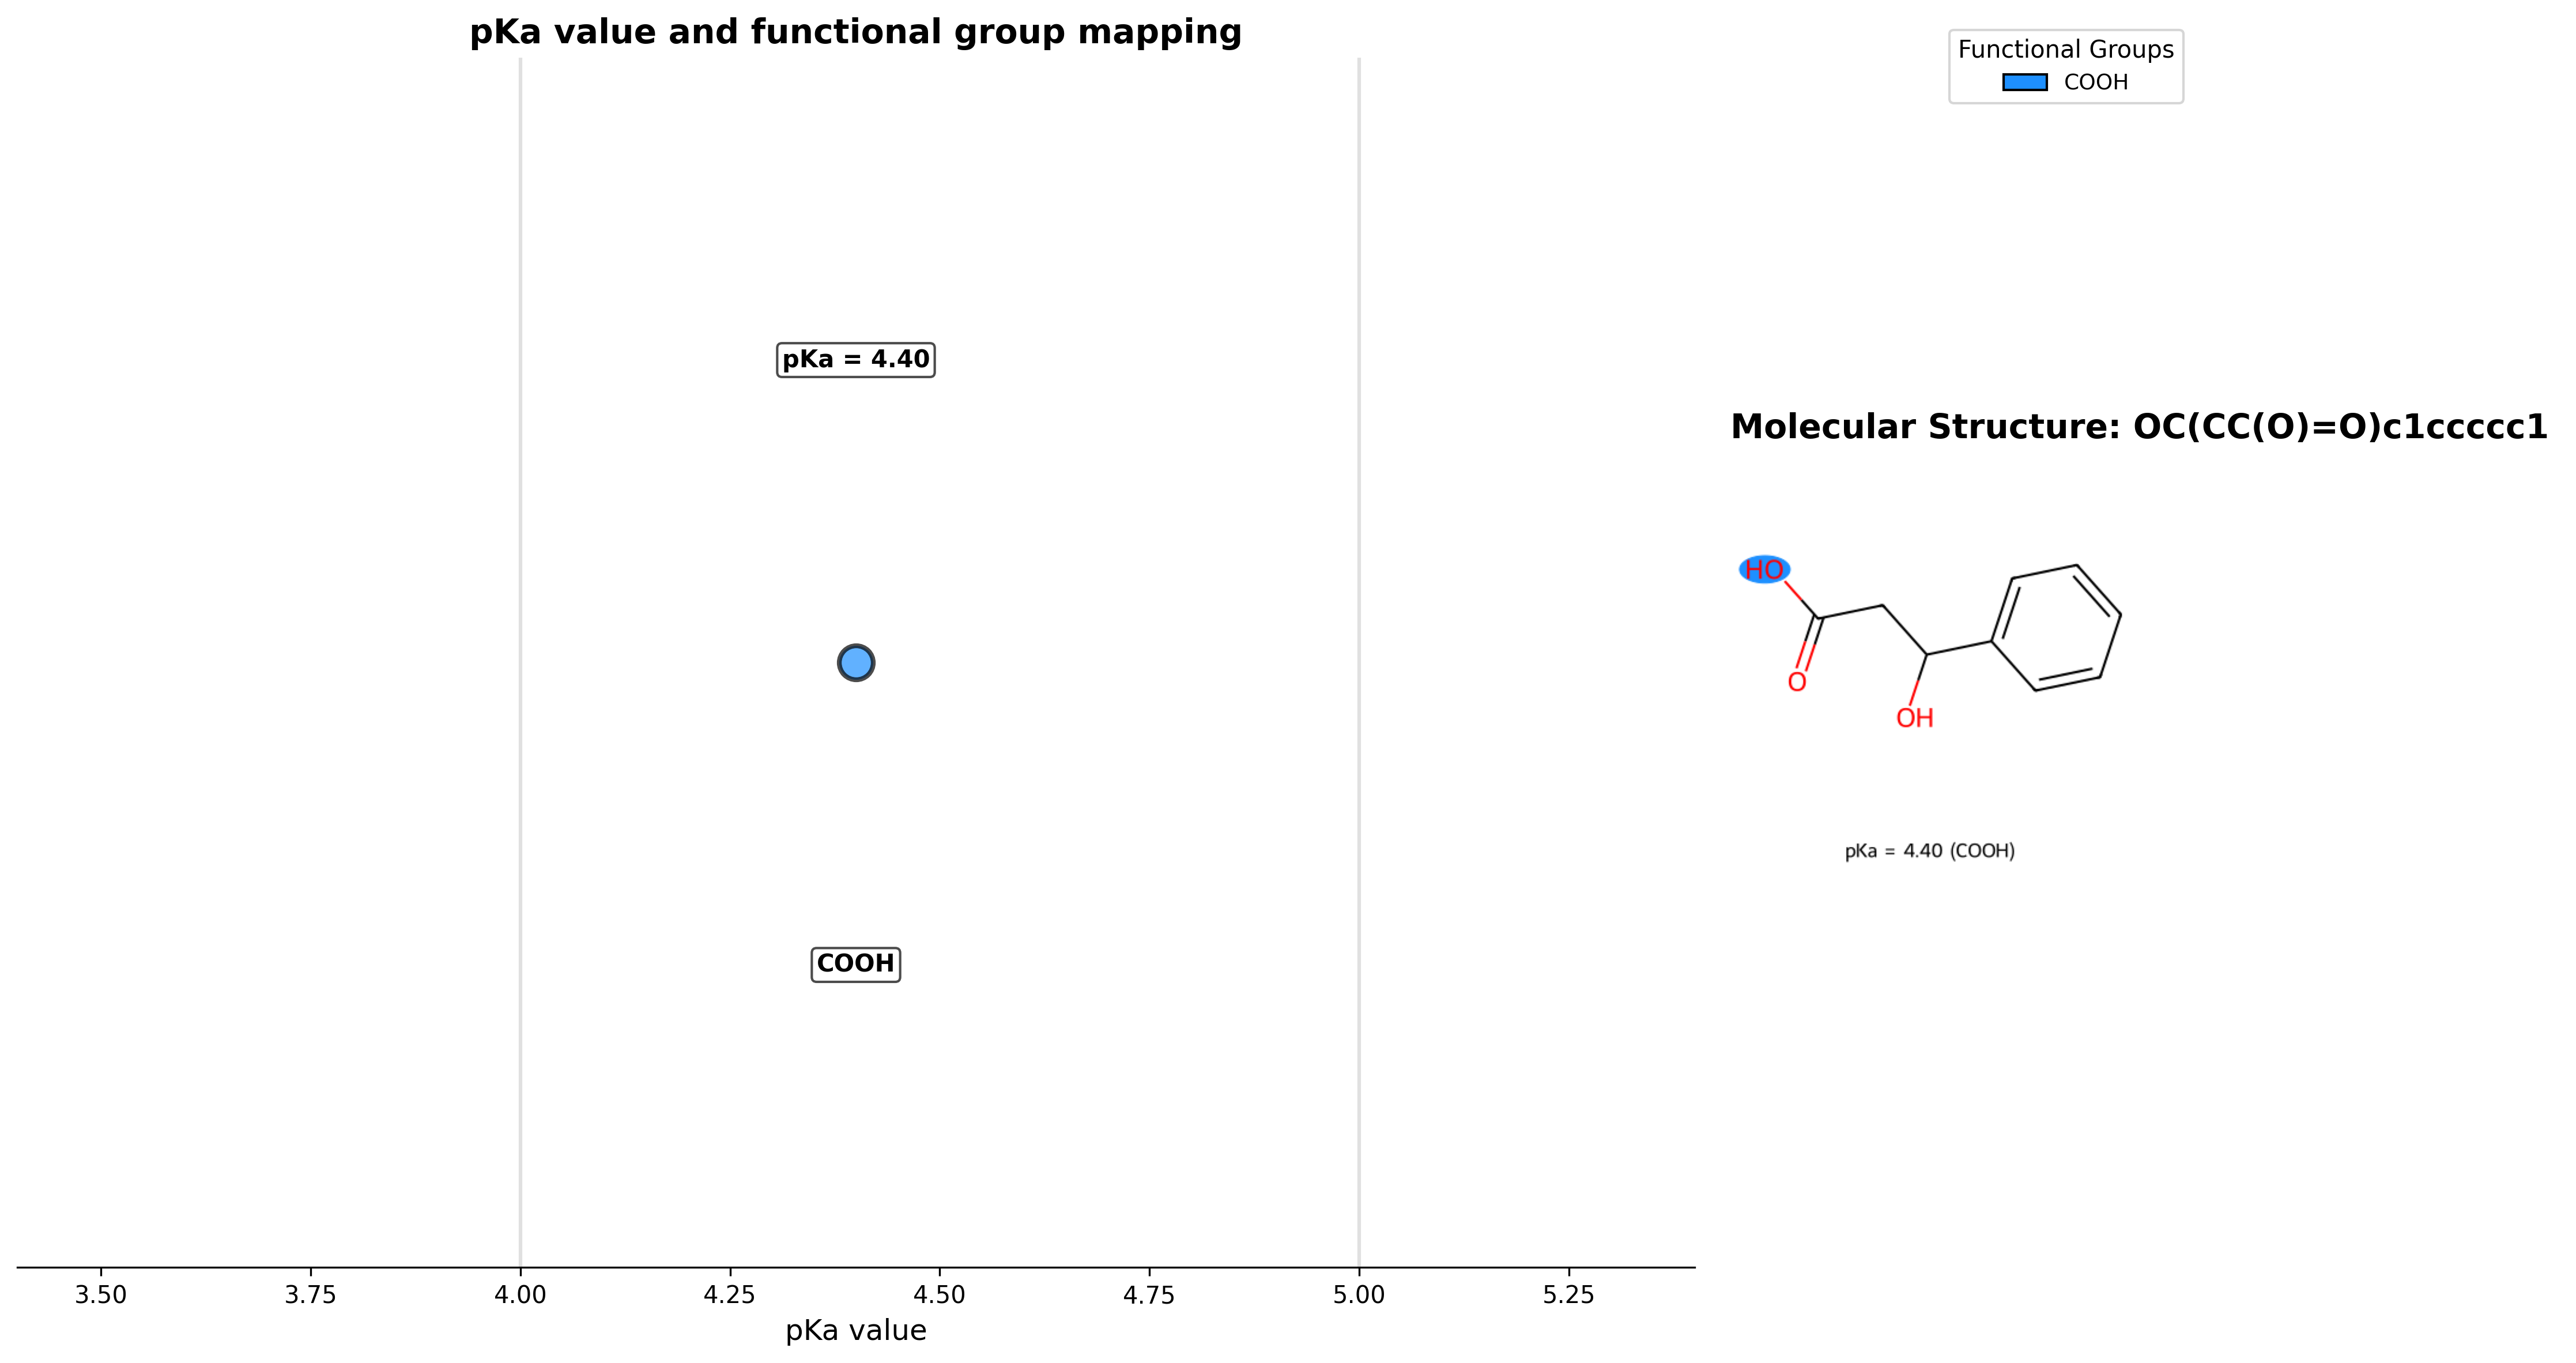 pKa value and functional group mapping
pKa = 4.40
COOH
3.50 3.75 4.00 4.25 4.50 4.75 5.00 5.25
pKa value
Functional Groups
COOH
Molecular Structure: OC(CC(O)=O)c1ccccc1
HO
O
OH
pKa = 4.40 (COOH)